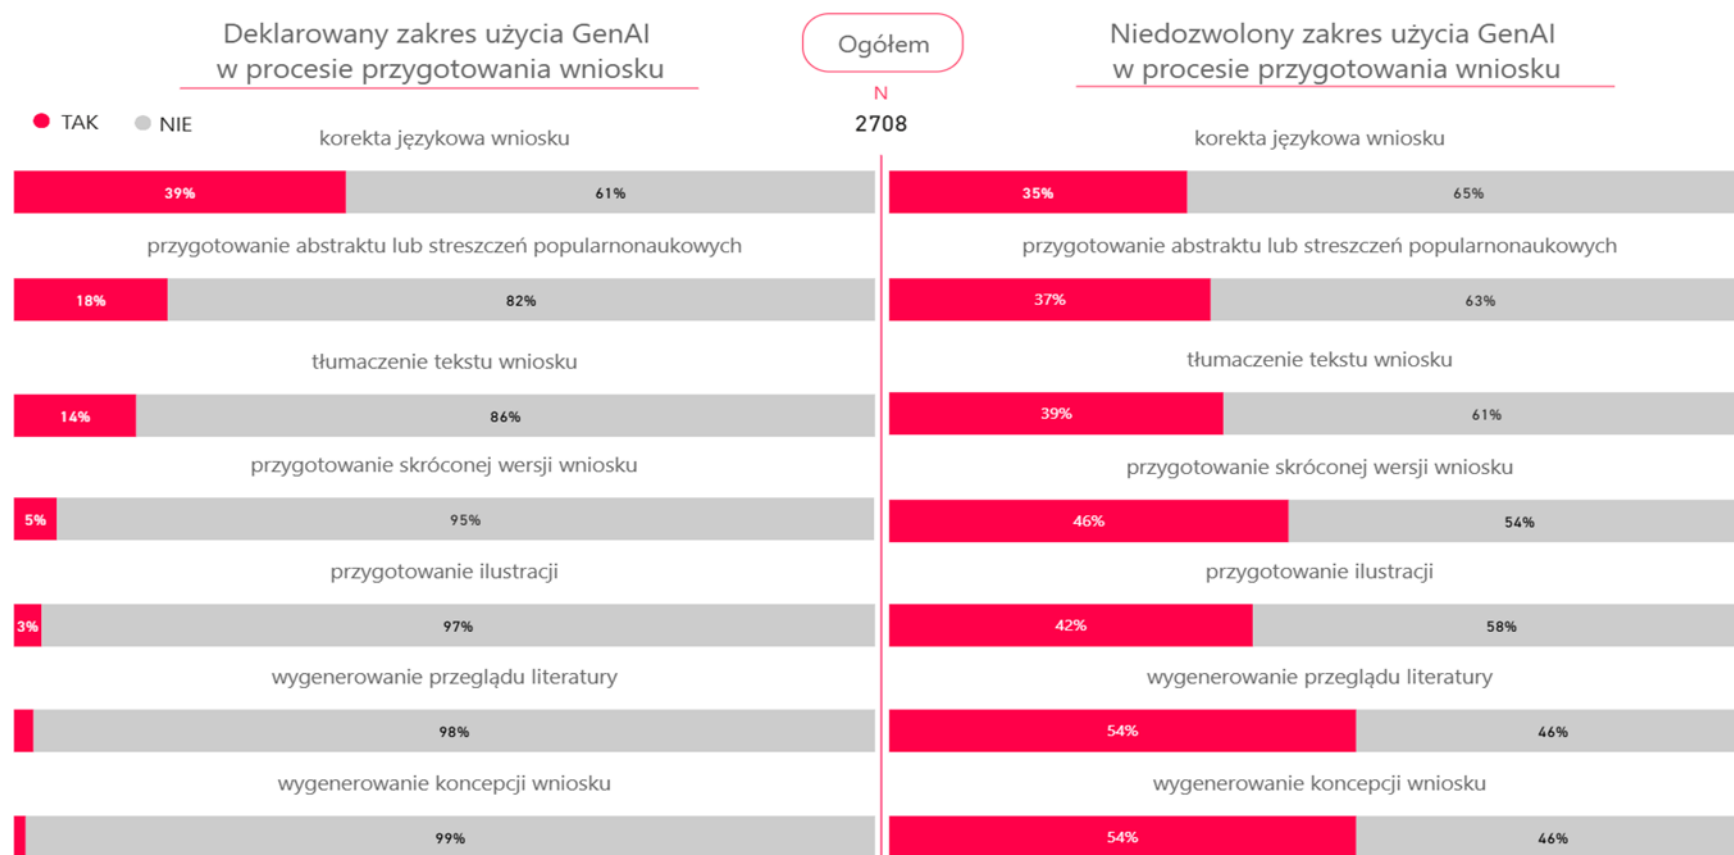 Deklarowany zakres użycia GenAI
w procesie przygotowania wniosku
Ogółem
N
2708
Niedozwolony zakres użycia GenAI
w procesie przygotowania wniosku
TAK NIE
korekta językowa wniosku
39% 61%
przygotowanie abstraktu lub streszczeń popularnonaukowych
18% 82%
tłumaczenie tekstu wniosku
14% 86%
przygotowanie skróconej wersji wniosku
5% 95%
przygotowanie ilustracji
3% 97%
wygenerowanie przeglądu literatury
98%
wygenerowanie koncepcji wniosku
99%
korekta językowa wniosku
35% 65%
przygotowanie abstraktu lub streszczeń popularnonaukowych
37% 63%
tłumaczenie tekstu wniosku
39% 61%
przygotowanie skróconej wersji wniosku
46% 54%
przygotowanie ilustracji
42% 58%
wygenerowanie przeglądu literatury
54% 46%
wygenerowanie koncepcji wniosku
54% 46%